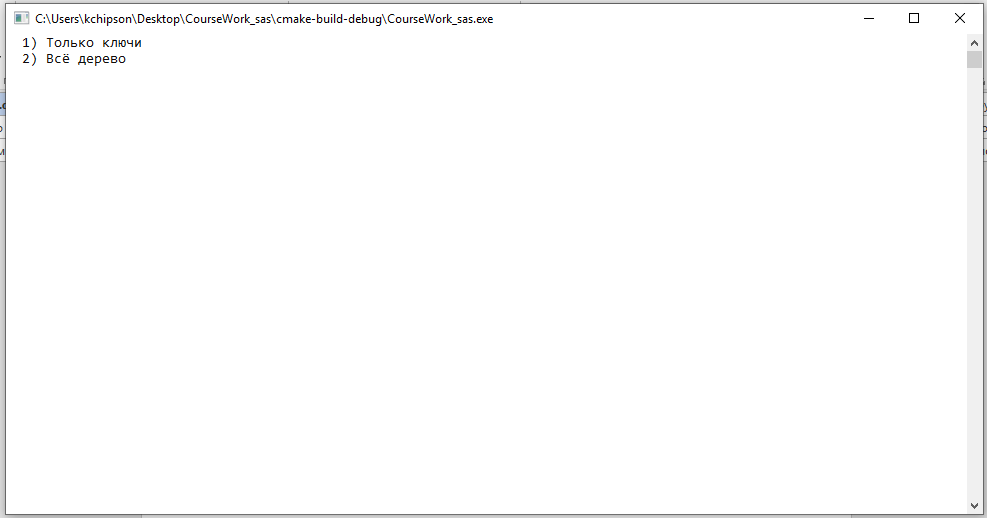 C:\Users\kchipson\Desktop\CourseWork_sas\cmake-build-debug\CourseWork_sas.exe
1) Только ключи
2) Всё дерево